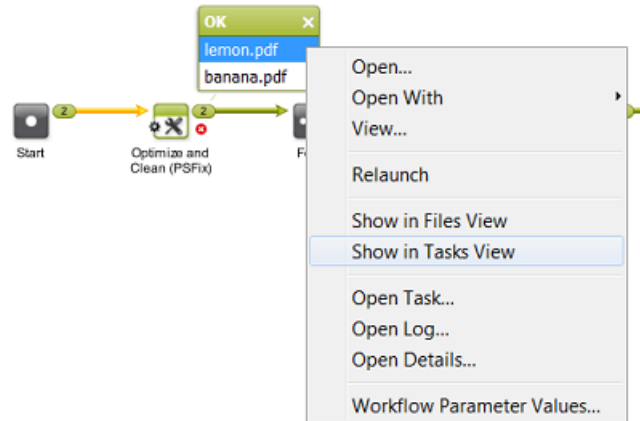 OK
lemon.pdf
banana.pdf
2
2
Start
Optimize and
Clean (PSFix)
Open...
Open With
View...
Relaunch
Show in Files View
Show in Tasks View
Open Task...
Open Log...
Open Details...
Workflow Parameter Values...